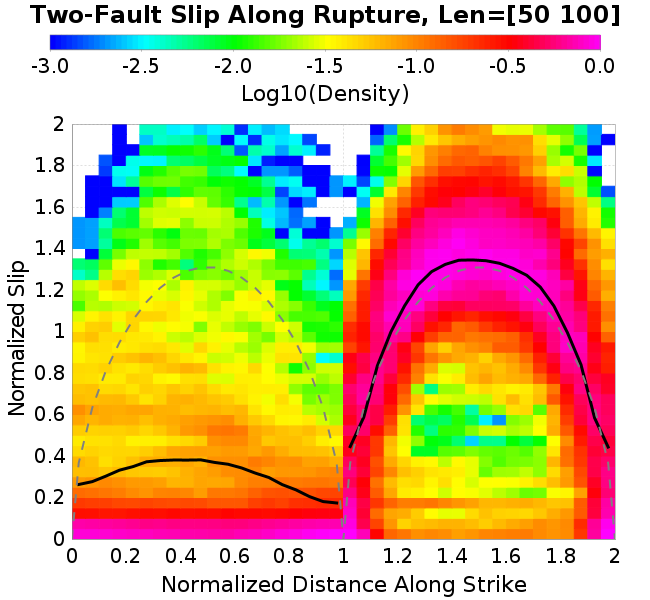 Two-Fault Slip Along Rupture, Len=[50 100]
-3.0 -2.5 -2.0 -1.5 -1.0 -0.5 0.0
Log10(Density)
Normalized Slip
2
1.8
1.6
1.4
1.2
1
0.8
0.6
0.4
0.2
0
0 0.2 0.4 0.6 0.8 1 1.2 1.4 1.6 1.8 2
Normalized Distance Along Strike